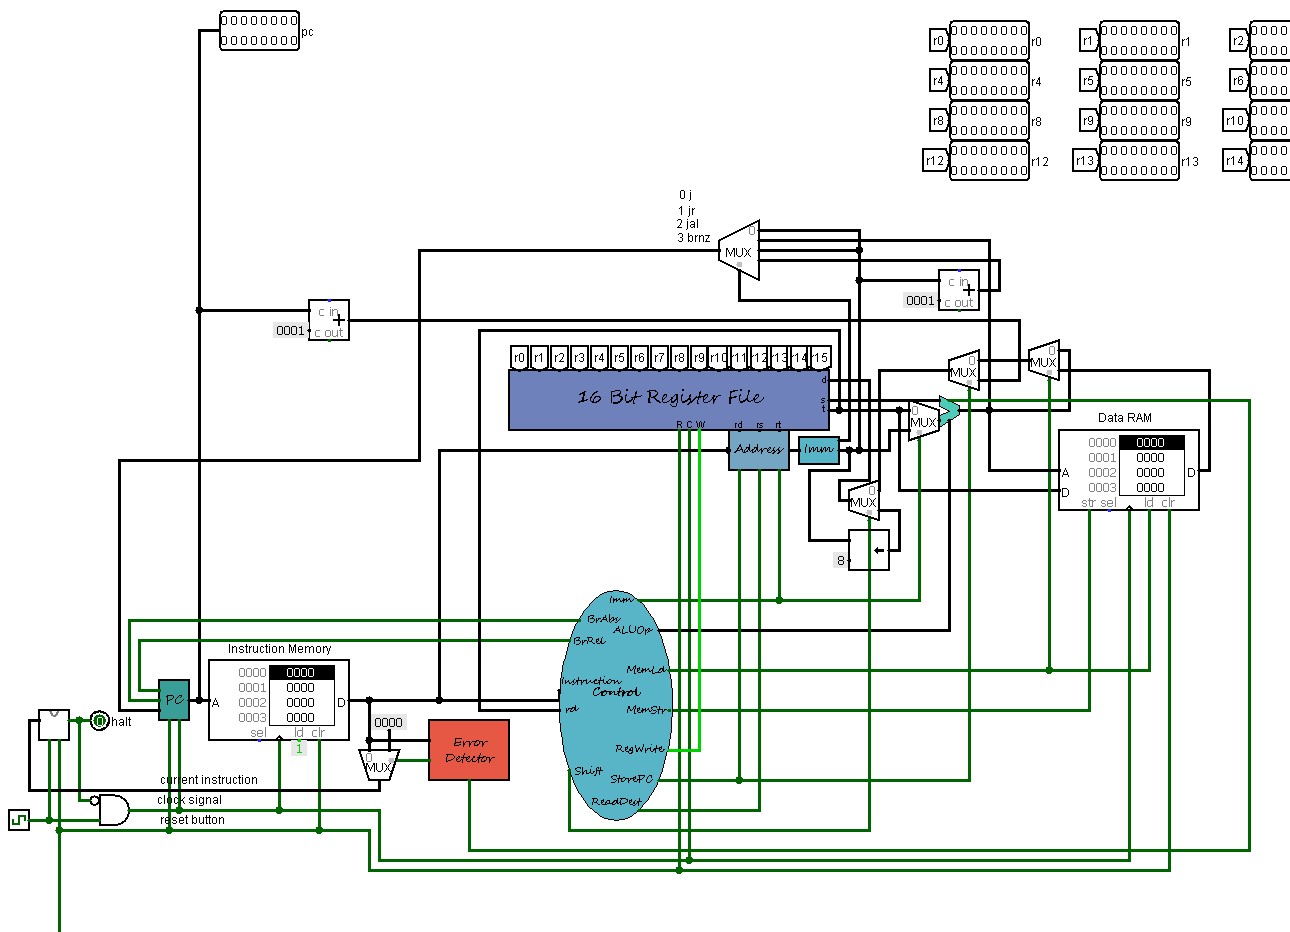 00000000
00000000
pc
r0 00000000 00000000 r0
r1 00000000 00000000 r1
r2 0000 0000
r4 00000000 00000000 r4
r5 00000000 00000000 r5
r6 0000 0000
r8 00000000 00000000 r8
r9 00000000 00000000 r9
r10 0000 0000
r12 00000000 00000000 r12
r13 00000000 00000000 r13
r14 0000 0000
0 j
1 jr
2 jal
3 brnz
0
MUX
c in
+
0001
c out
c in
+
0001
c out
r0 r1 r2 r3 r4 r5 r6 r7 r8 r9 r10 r11 r12 r13 r14 r15
16 Bit Register File
d
s
t
R C W rd rs rt
Address
Imm
0
MUX
0
MUX
0
MUX
0
MUX
8
Data RAM
0000 0000
0001 0000
0002 0000
0003 0000
A
D
D
str sel ld clr
Imm
BrAbs
ALUOp
BrRel
MemLd
Instruction
Control
rd
MemStr
RegWrite
Shift
StorePC
ReadDest
Instruction Memory
0000 0000
0001 0000
0002 0000
0003 0000
A
D
sel ld clr
1
PC
0
halt
0000
0
MUX
Error
Detector
current instruction
clock signal
reset button